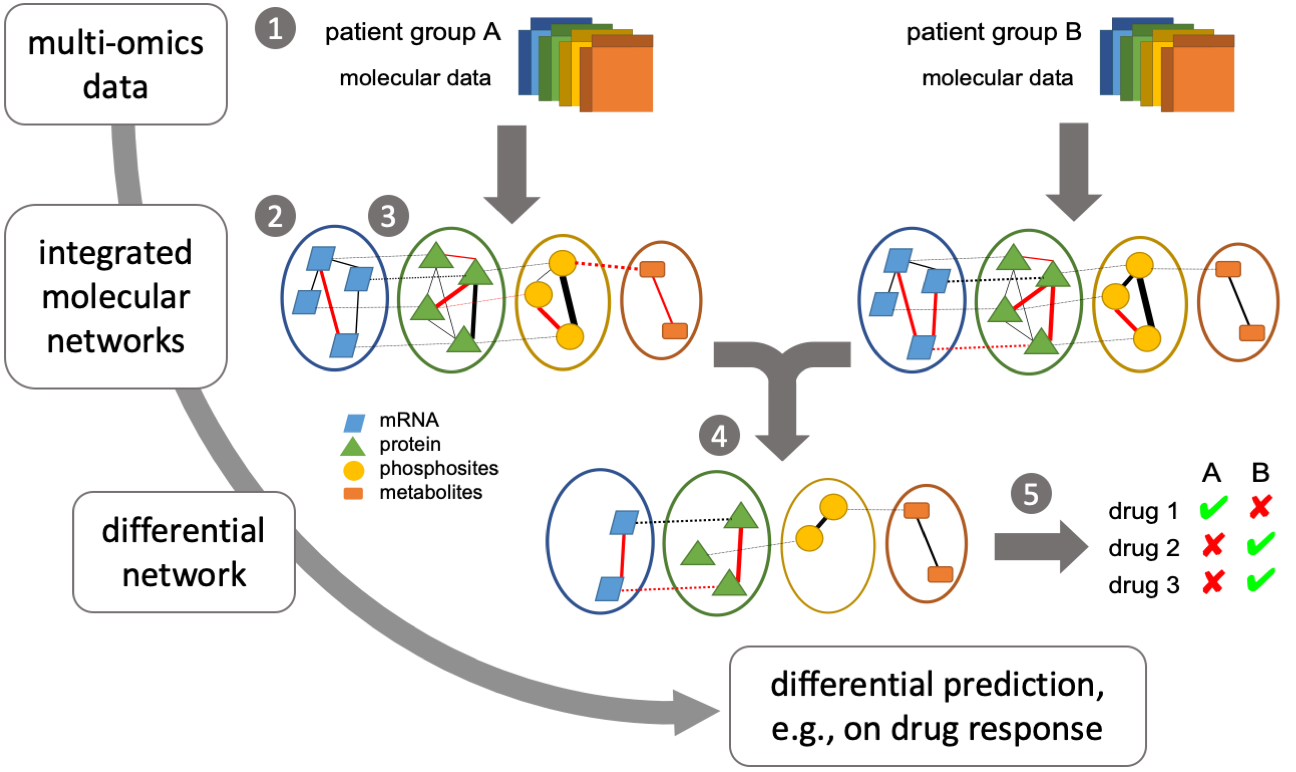 multi-omics
data
1
patient group A
molecular data
patient group B
molecular data
integrated
molecular
networks
2
3
mRNA
protein
phosphosites
metabolites
4
differential
network
5
A B
drug 1 ✔ ✘
drug 2 ✘ ✔
drug 3 ✘ ✔
differential prediction,
e.g., on drug response